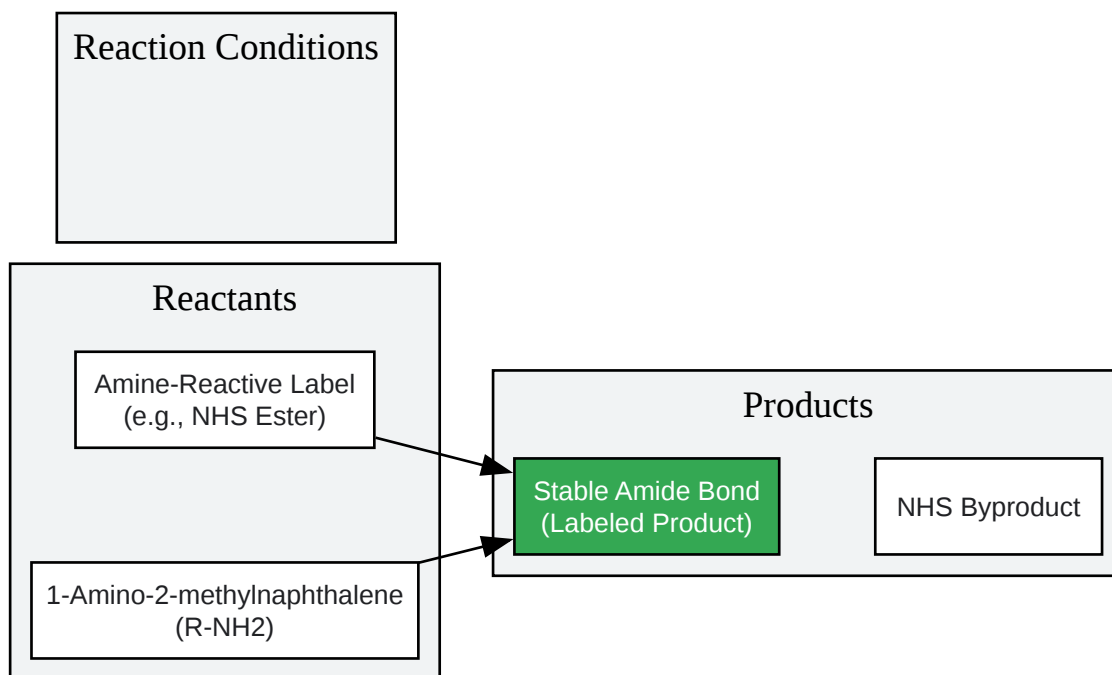 Reaction Conditions
Reactants
Amine-Reactive Label
(e.g., NHS Ester)
1-Amino-2-methylnaphthalene
(R-NH2)
Products
Stable Amide Bond
(Labeled Product)
NHS Byproduct